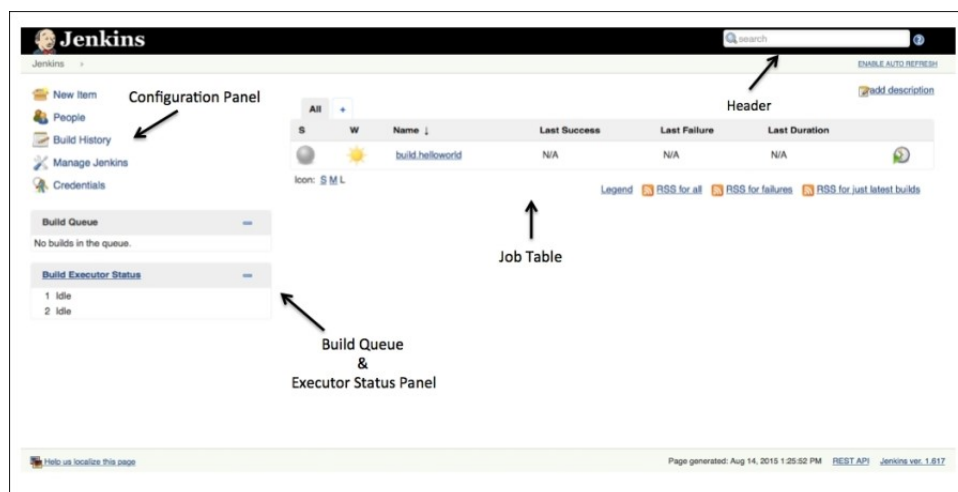 Jenkins
search
Jenkins
ENABLE AUTO REFRESH
New Item
People
Build History
Manage Jenkins
Credentials
Configuration Panel
Header
add description
All +
S W Name ↓ Last Success Last Failure Last Duration
build.helloworld N/A N/A N/A
Icon: S M L
Legend RSS for all RSS for failures RSS for just latest builds
Job Table
Build Queue
No builds in the queue.
Build Executor Status
1 Idle
2 Idle
Build Queue
&
Executor Status Panel
Help us localize this page
Page generated: Aug 14, 2015 1:25:52 PM REST API Jenkins ver. 1.617